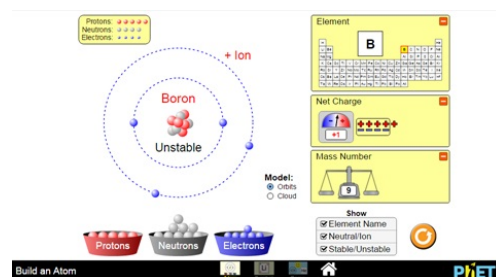 Protons:
Neutrons:
Electrons:
+ Ion
Boron
Unstable
Model:
Orbits
Cloud
Protons
Neutrons
Electrons
Element
B
Net Charge
+1
Mass Number
9
Show
Element Name
Neutral/Ion
Stable/Unstable
Build an Atom
PhET